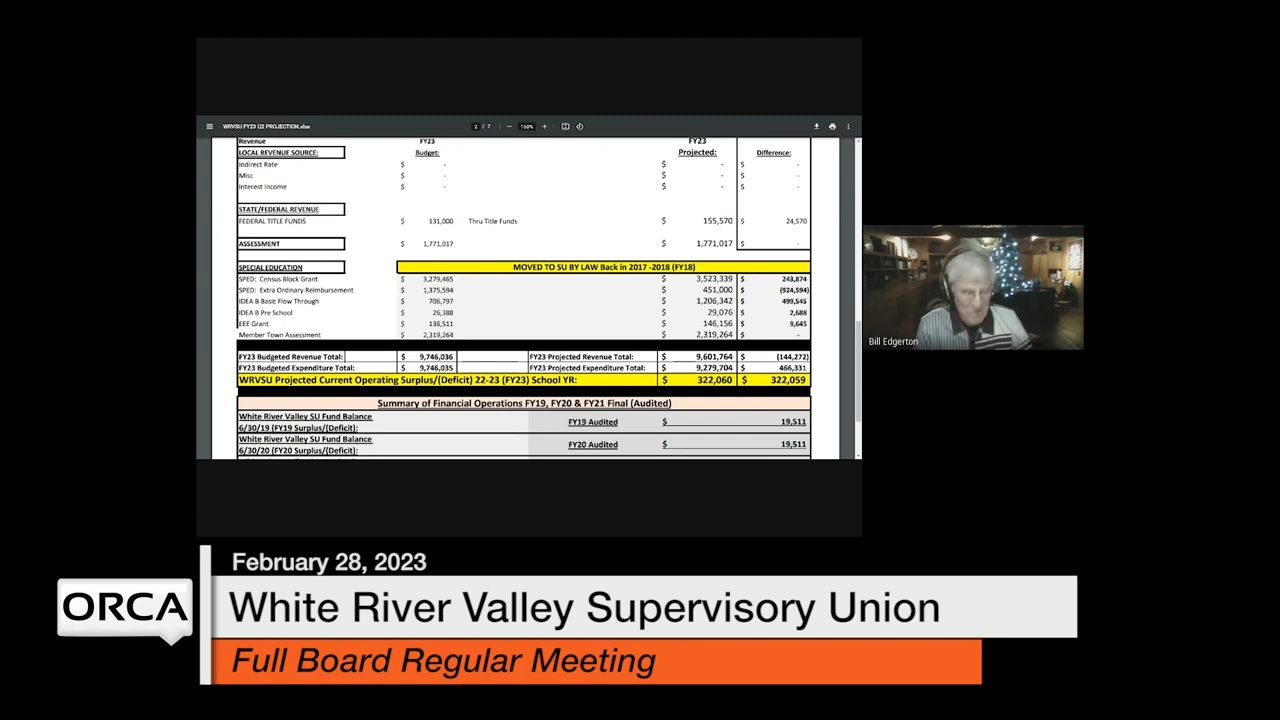 WRVSU FY23 Q2 PROJECTION.xlsx 2 / 7 150%
Revenue FY23 FY23
LOCAL REVENUE SOURCE: Budget: Projected: Difference:
Indirect Rate $ - $ - $ -
Misc $ - $ - $ -
Interest Income $ - $ - $ -
STATE/FEDERAL REVENUE
FEDERAL TITLE FUNDS $ 131,000 Thru Title Funds $ 155,570 $ 24,570
ASSESSMENT $ 1,771,017 $ 1,771,017 $ -
SPECIAL EDUCATION MOVED TO SU BY LAW Back in 2017 -2018 (FY18)
SPED: Census Block Grant $ 3,279,465 $ 3,523,339 $ 243,874
SPED: Extra Ordinary Reimbursement $ 1,375,594 $ 451,000 $ (924,594)
IDEA B Basic Flow Through $ 706,797 $ 1,206,342 $ 499,545
IDEA B Pre School $ 26,388 $ 29,076 $ 2,688
EEE Grant $ 136,511 $ 146,156 $ 9,645
Member Town Assessment $ 2,319,264 $ 2,319,264 $ -
FY23 Budgeted Revenue Total: $ 9,746,036 FY23 Projected Revenue Total: $ 9,601,764 $ (144,272)
FY23 Budgeted Expenditure Total: $ 9,746,035 FY23 Projected Expenditure Total: $ 9,279,704 $ 466,331
WRVSU Projected Current Operating Surplus/(Deficit) 22-23 (FY23) School YR: $ 322,060 $ 322,059
Summary of Financial Operations FY19, FY20 & FY21 Final (Audited)
White River Valley SU Fund Balance
6/30/19 (FY19 Surplus/(Deficit): FY19 Audited $ 19,511
White River Valley SU Fund Balance
6/30/20 (FY20 Surplus/(Deficit): FY20 Audited $ 19,511
Bill Edgerton
February 28, 2023
ORCA
White River Valley Supervisory Union
Full Board Regular Meeting